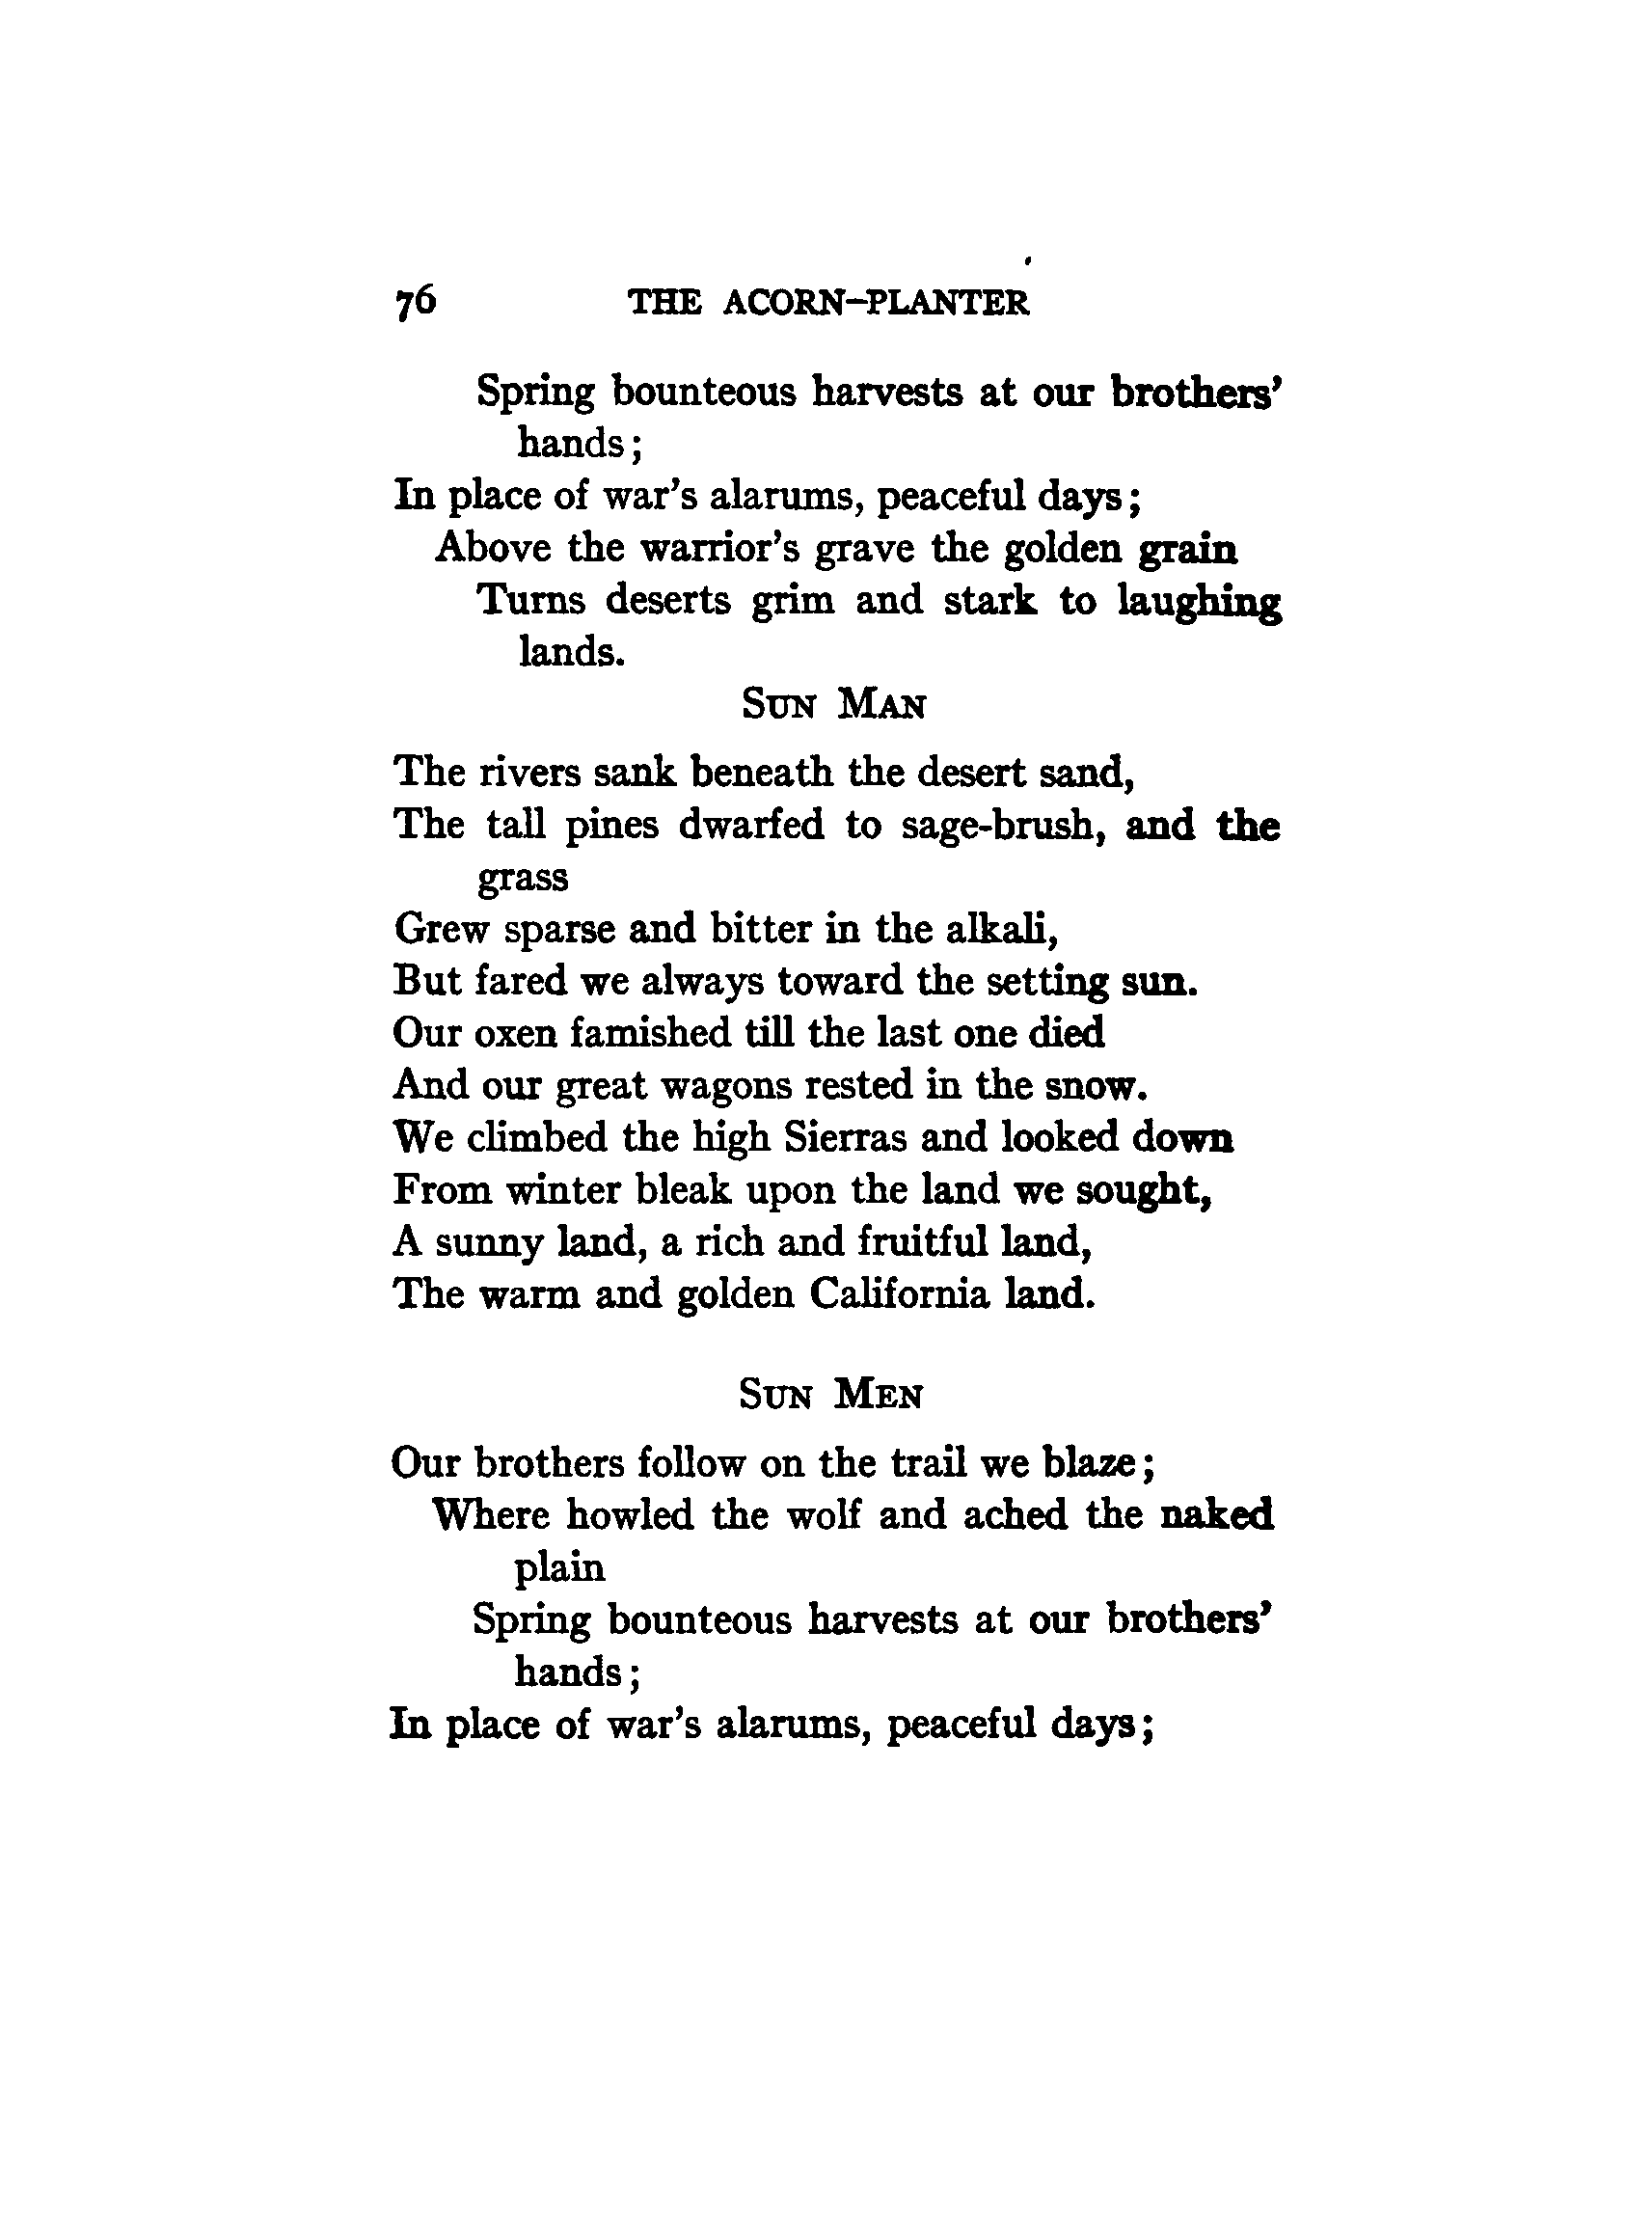 76 THE ACORN-PLANTER
Spring bounteous harvests at our brothers'
hands;
In place of war's alarums, peaceful days;
Above the warrior's grave the golden grain
Turns deserts grim and stark to laughing
lands.
SUN MAN
The rivers sank beneath the desert sand,
The tall pines dwarfed to sage-brush, and the
grass
Grew sparse and bitter in the alkali,
But fared we always toward the setting sun.
Our oxen famished till the last one died
And our great wagons rested in the snow.
We climbed the high Sierras and looked down
From winter bleak upon the land we sought,
A sunny land, a rich and fruitful land,
The warm and golden California land.
SUN MEN
Our brothers follow on the trail we blaze;
Where howled the wolf and ached the naked
plain
Spring bounteous harvests at our brothers'
hands;
In place of war's alarums, peaceful days;